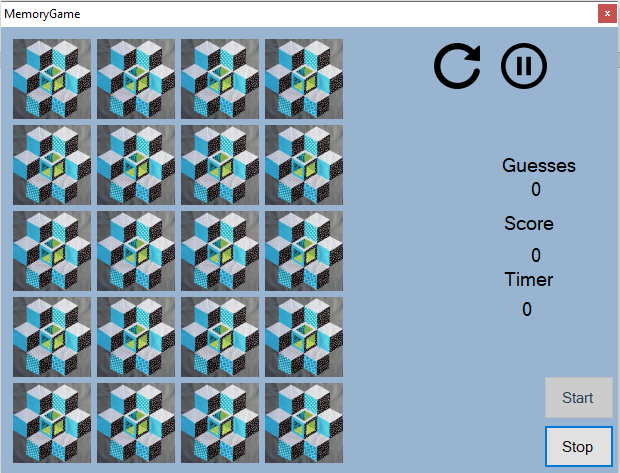 MemoryGame
x
Guesses
0
Score
0
Timer
0
Start
Stop